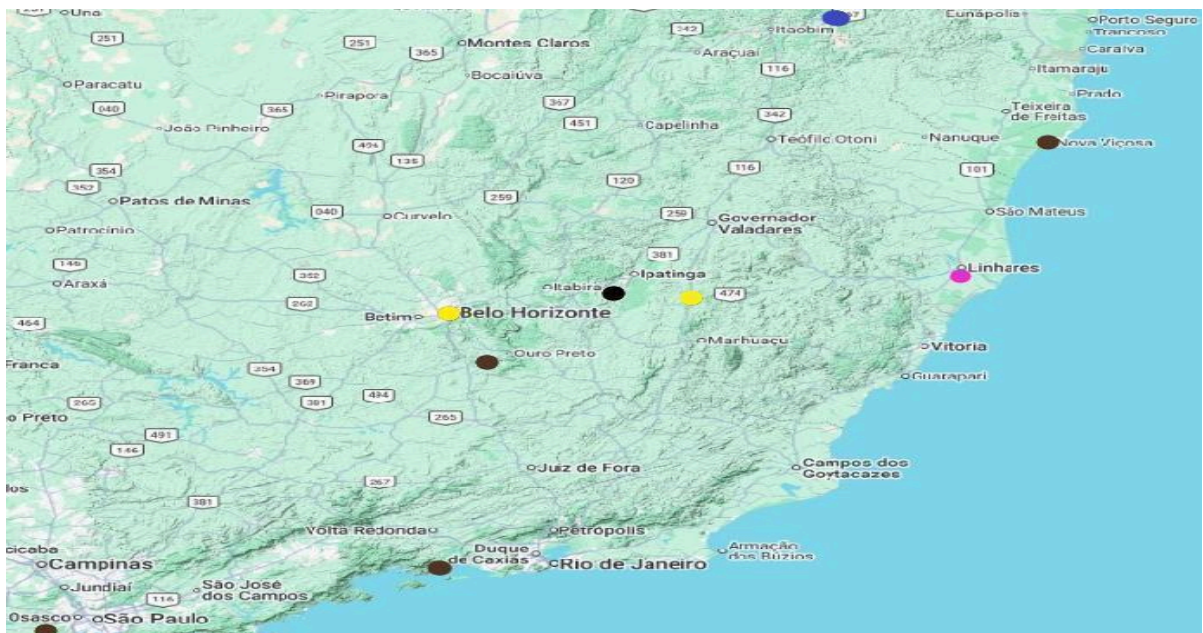 Una
251
251
365
Montes Claros
342
Itaobim
Eunápolis
Porto Seguro
Trancoso
Caraíva
Araçuaí
116
Itamaraju
Prado
Paracatu
Bocaiúva
Pirapora
040
365
367
João Pinheiro
451
Capelinha
342
Teófilo Otoni
Nanuque
Teixeira
de Freitas
Nova Viçosa
496
135
354
352
120
116
101
Patos de Minas
040
Curvelo
259
259
Governador
Valadares
São Mateus
Patrocínio
146
352
381
Ipatinga
Linhares
Araxá
262
Itabira
474
464
Betim
Belo Horizonte
Ouro Preto
Manhuaçu
Vitoria
Franca
354
369
381
494
Guarapari
265
265
o Preto
491
146
Juiz de Fora
Campos dos
Goytacazes
los
267
381
Volta Redonda
Petrópolis
cicaba
Campinas
Duque
de Caxias
Rio de Janeiro
Armação
dos Búzios
Jundiaí
São José
dos Campos
116
Osasco
São Paulo